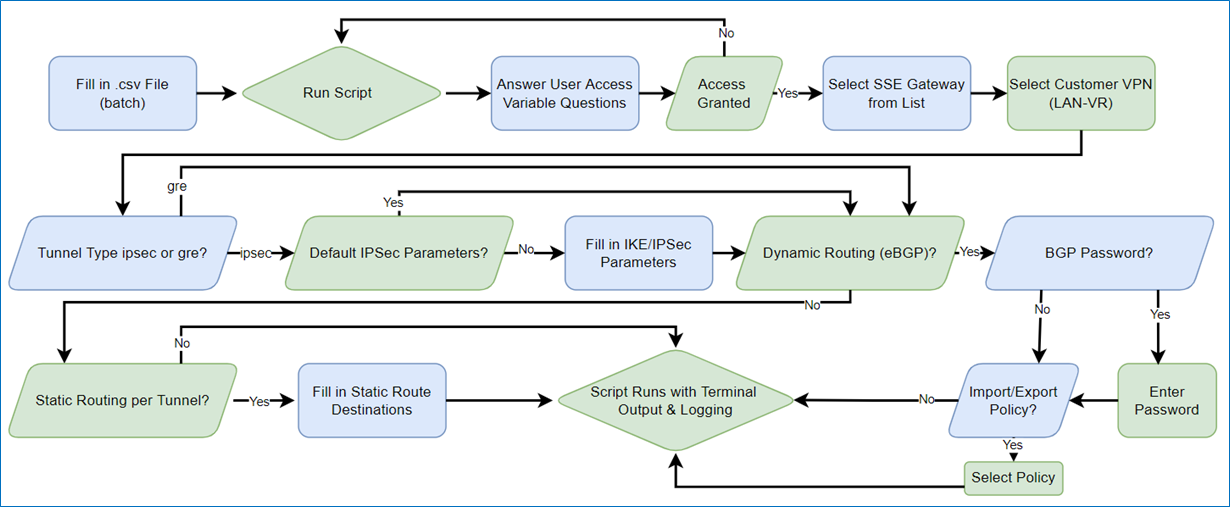 No
Fill in .csv File
(batch)
Run Script
Answer User Access
Variable Questions
Access
Granted
Yes
Select SSE Gateway
from List
Select Customer VPN
(LAN-VR)
gre
Yes
Tunnel Type ipsec or gre?
ipsec
Default IPSec Parameters?
No
Fill in IKE/IPSec
Parameters
Dynamic Routing (eBGP)?
Yes
BGP Password?
No
No
Yes
No
Static Routing per Tunnel?
Yes
Fill in Static Route
Destinations
Script Runs with Terminal
Output & Logging
No
Import/Export
Policy?
Enter
Password
Yes
Select Policy